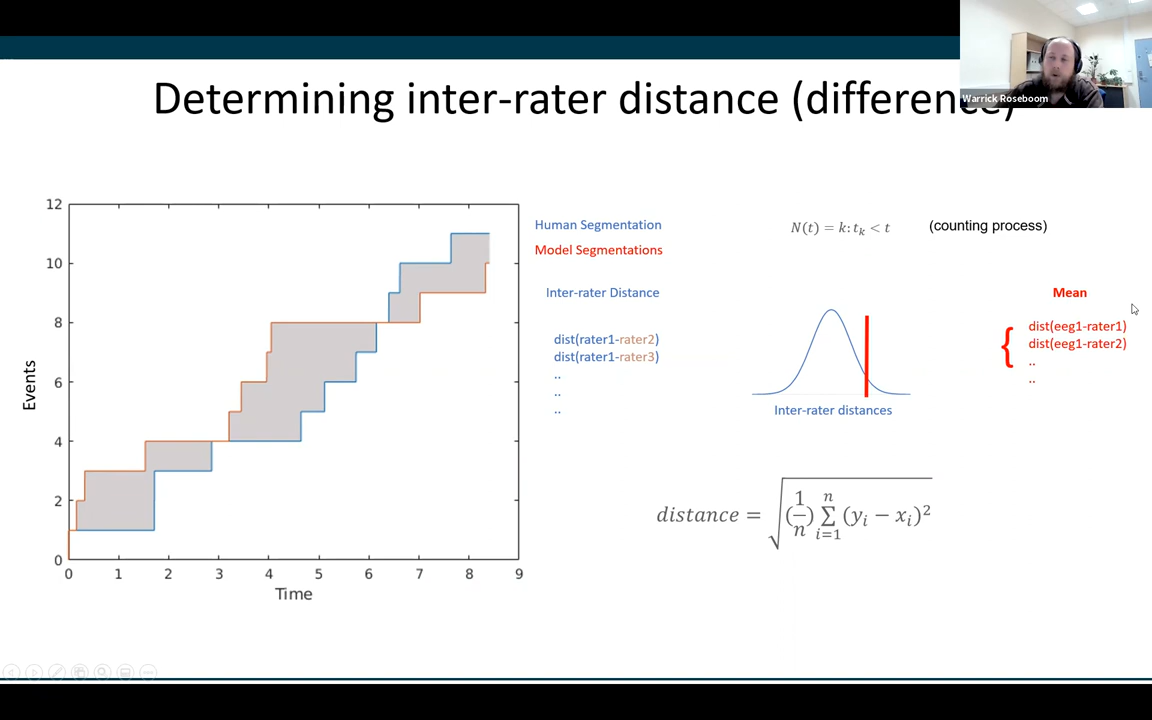 Determining inter-rater distance (difference)
Warrick Roseboom
12
10
8
6
4
2
0
Events
0 1 2 3 4 5 6 7 8 9
Time
Human Segmentation
Model Segmentations
Inter-rater Distance
dist(rater1-rater2)
dist(rater1-rater3)
..
..
..
N(t) = k: t_k < t (counting process)
Inter-rater distances
Mean
{ dist(eeg1-rater1)
dist(eeg1-rater2)
..
..
distance = √((1/n) Σ_{i=1}^{n} (y_i − x_i)²)